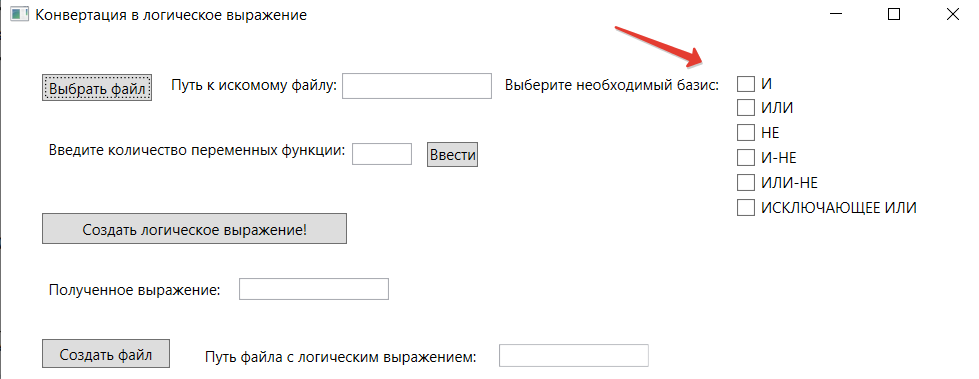 Конвертация в логическое выражение
Выбрать файл Путь к искомому файлу: Выберите необходимый базис: И
ИЛИ
НЕ
Введите количество переменных функции: Ввести
И-НЕ
ИЛИ-НЕ
ИСКЛЮЧАЮЩЕЕ ИЛИ
Создать логическое выражение!
Полученное выражение:
Создать файл Путь файла с логическим выражением: